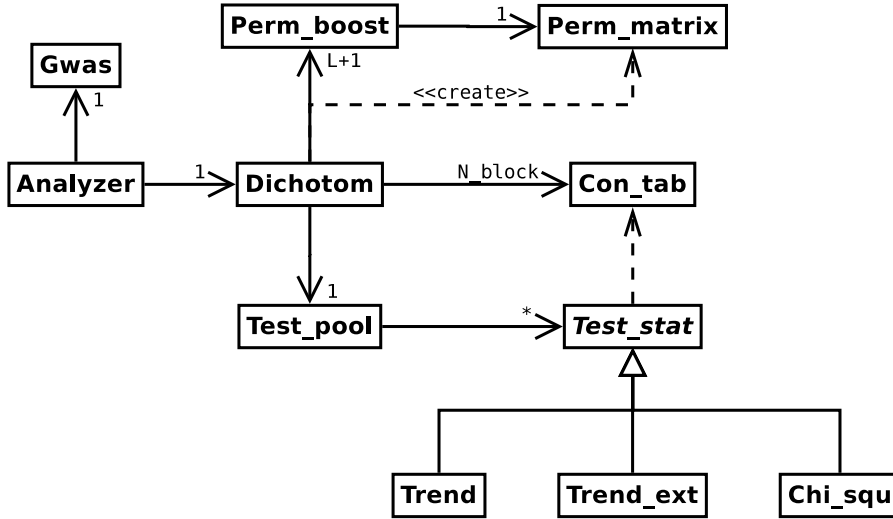 Perm_boost
1
Perm_matrix
Gwas
L+1
1
<<create>>
Analyzer
1
Dichotom
N_block
Con_tab
1
Test_pool
*
Test_stat
Trend
Trend_ext
Chi_squ